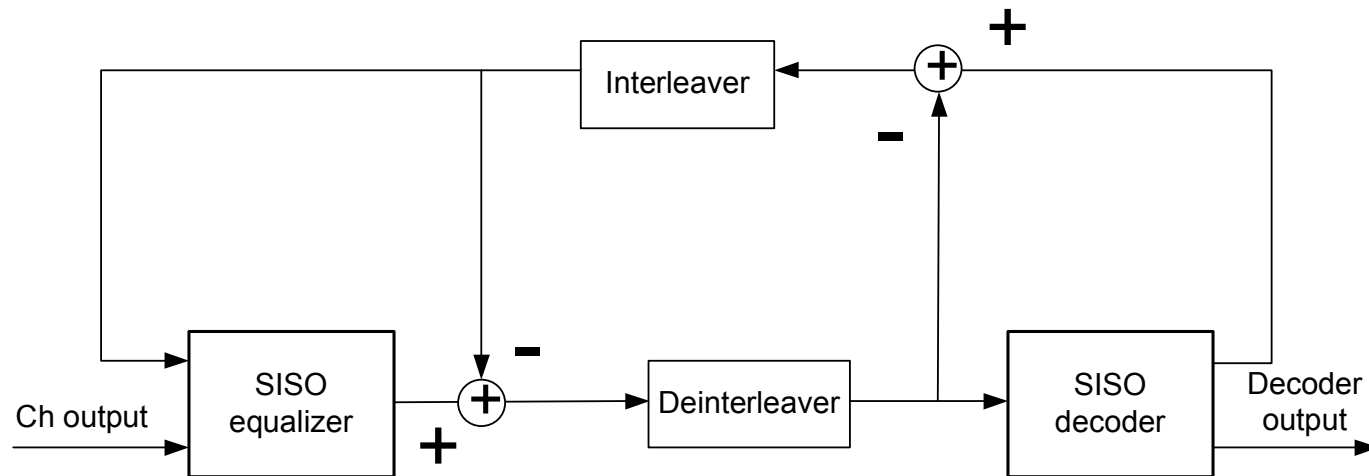 +
Interleaver
+
-
-
SISO
equalizer
+
Ch output
+
Deinterleaver
SISO
decoder
Decoder
output